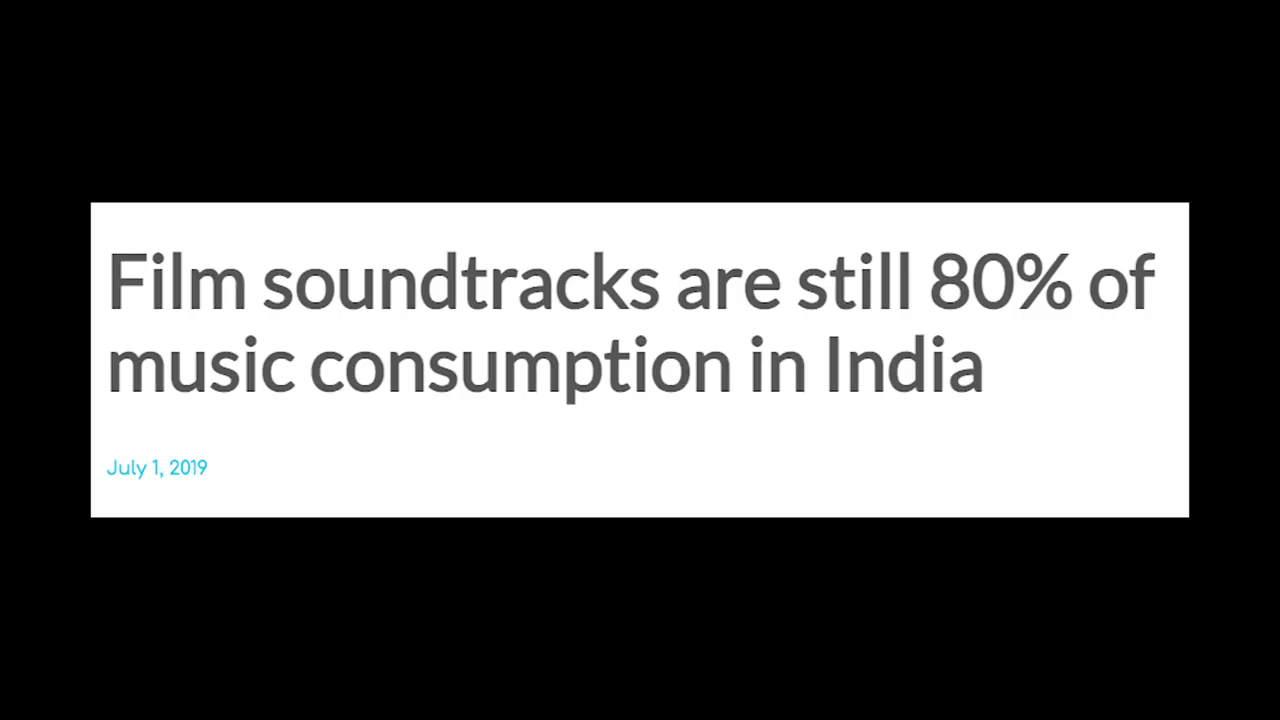 Film soundtracks are still 80% of
music consumption in India
July 1, 2019